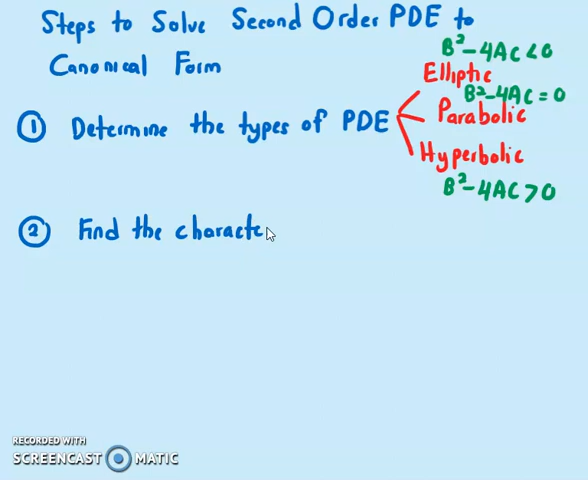 Steps to Solve Second Order PDE to
Canonical Form
B²-4AC<0
Elliptic
B²-4AC=0
① Determine the types of PDE
Parabolic
Hyperbolic
B²-4AC>0
② Find the characte
RECORDED WITH
SCREENCAST MATIC